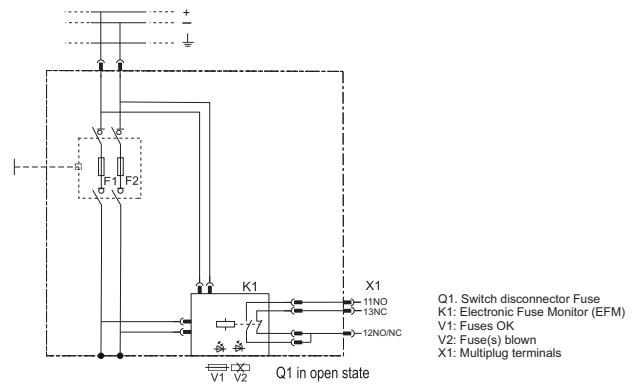 +
−
F1 F2
K1 X1
11NO
13NC
12NO/NC
V1 V2 Q1 in open state
Q1. Switch disconnector Fuse
K1: Electronic Fuse Monitor (EFM)
V1: Fuses OK
V2: Fuse(s) blown
X1: Multiplug terminals